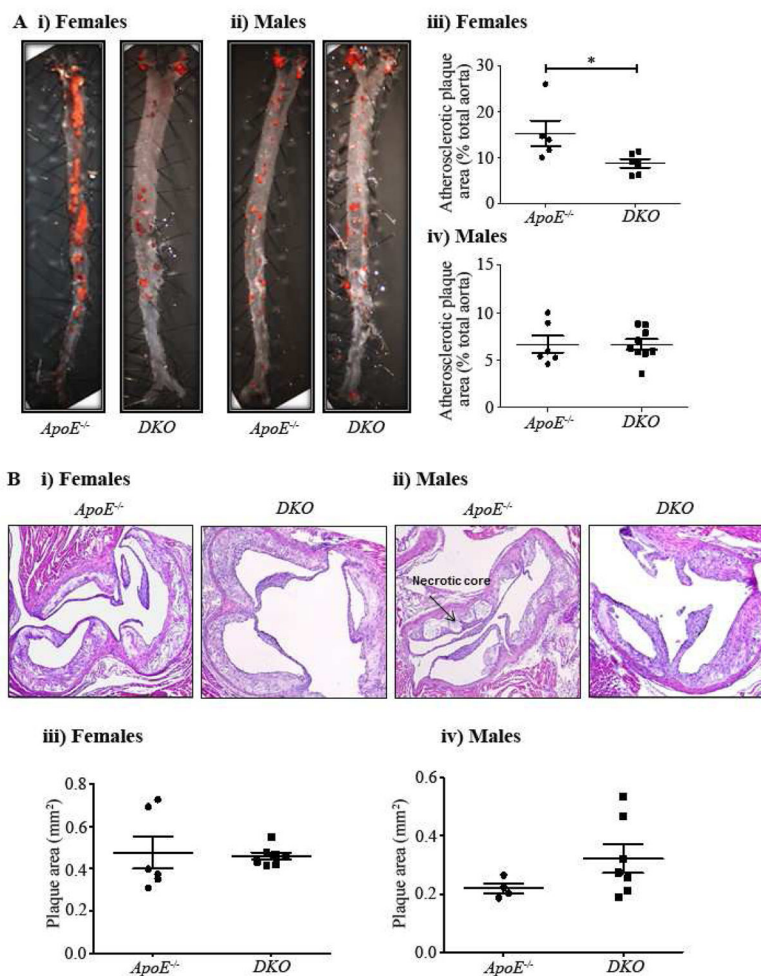 A i) Females
ii) Males
ApoE-/-
DKO
ApoE-/-
DKO
iii) Females
Atherosclerotic plaque
area (% total aorta)
30
20
10
0
*
ApoE-/-
DKO
iv) Males
Atherosclerotic plaque
area (% total aorta)
15
10
5
0
ApoE-/-
DKO
B i) Females
ii) Males
ApoE-/-
DKO
ApoE-/-
DKO
Necrotic core
iii) Females
Plaque area (mm²)
0.8
0.6
0.4
0.2
0.0
ApoE-/-
DKO
iv) Males
Plaque area (mm²)
0.6
0.4
0.2
0.0
ApoE-/-
DKO